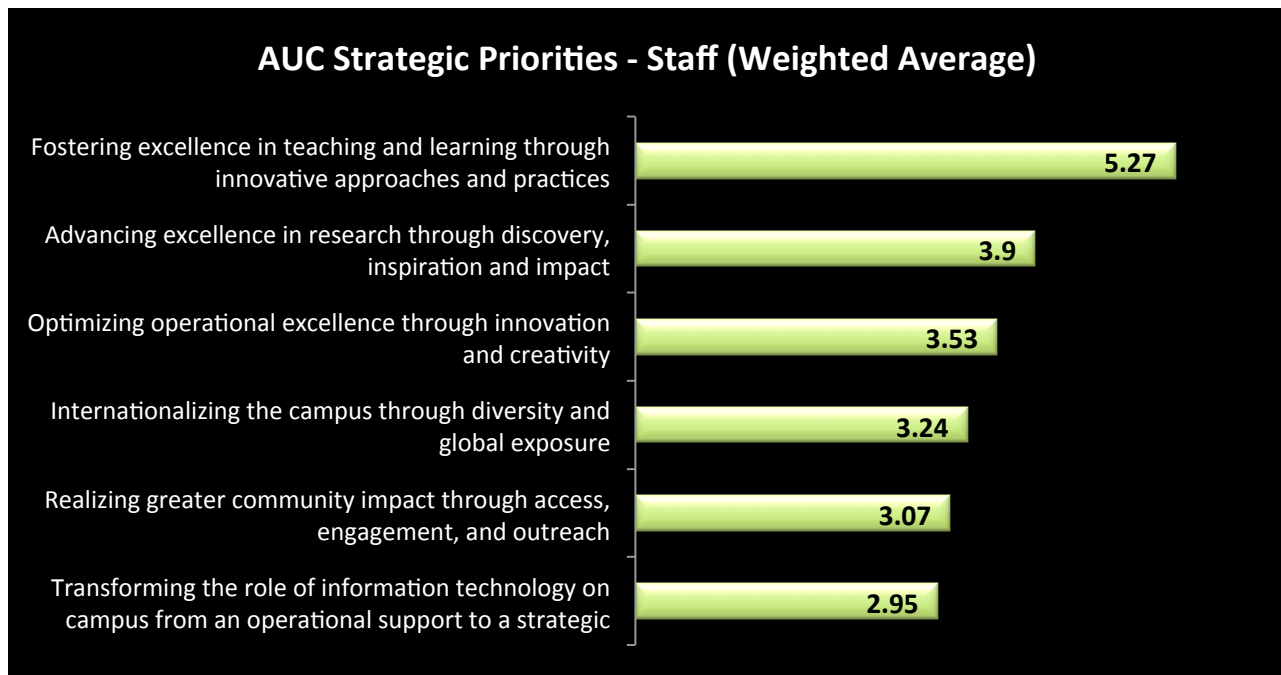 AUC Strategic Priorities - Staff (Weighted Average)
Fostering excellence in teaching and learning through
innovative approaches and practices
5.27
Advancing excellence in research through discovery,
inspiration and impact
3.9
Optimizing operational excellence through innovation
and creativity
3.53
Internationalizing the campus through diversity and
global exposure
3.24
Realizing greater community impact through access,
engagement, and outreach
3.07
Transforming the role of information technology on
campus from an operational support to a strategic
2.95